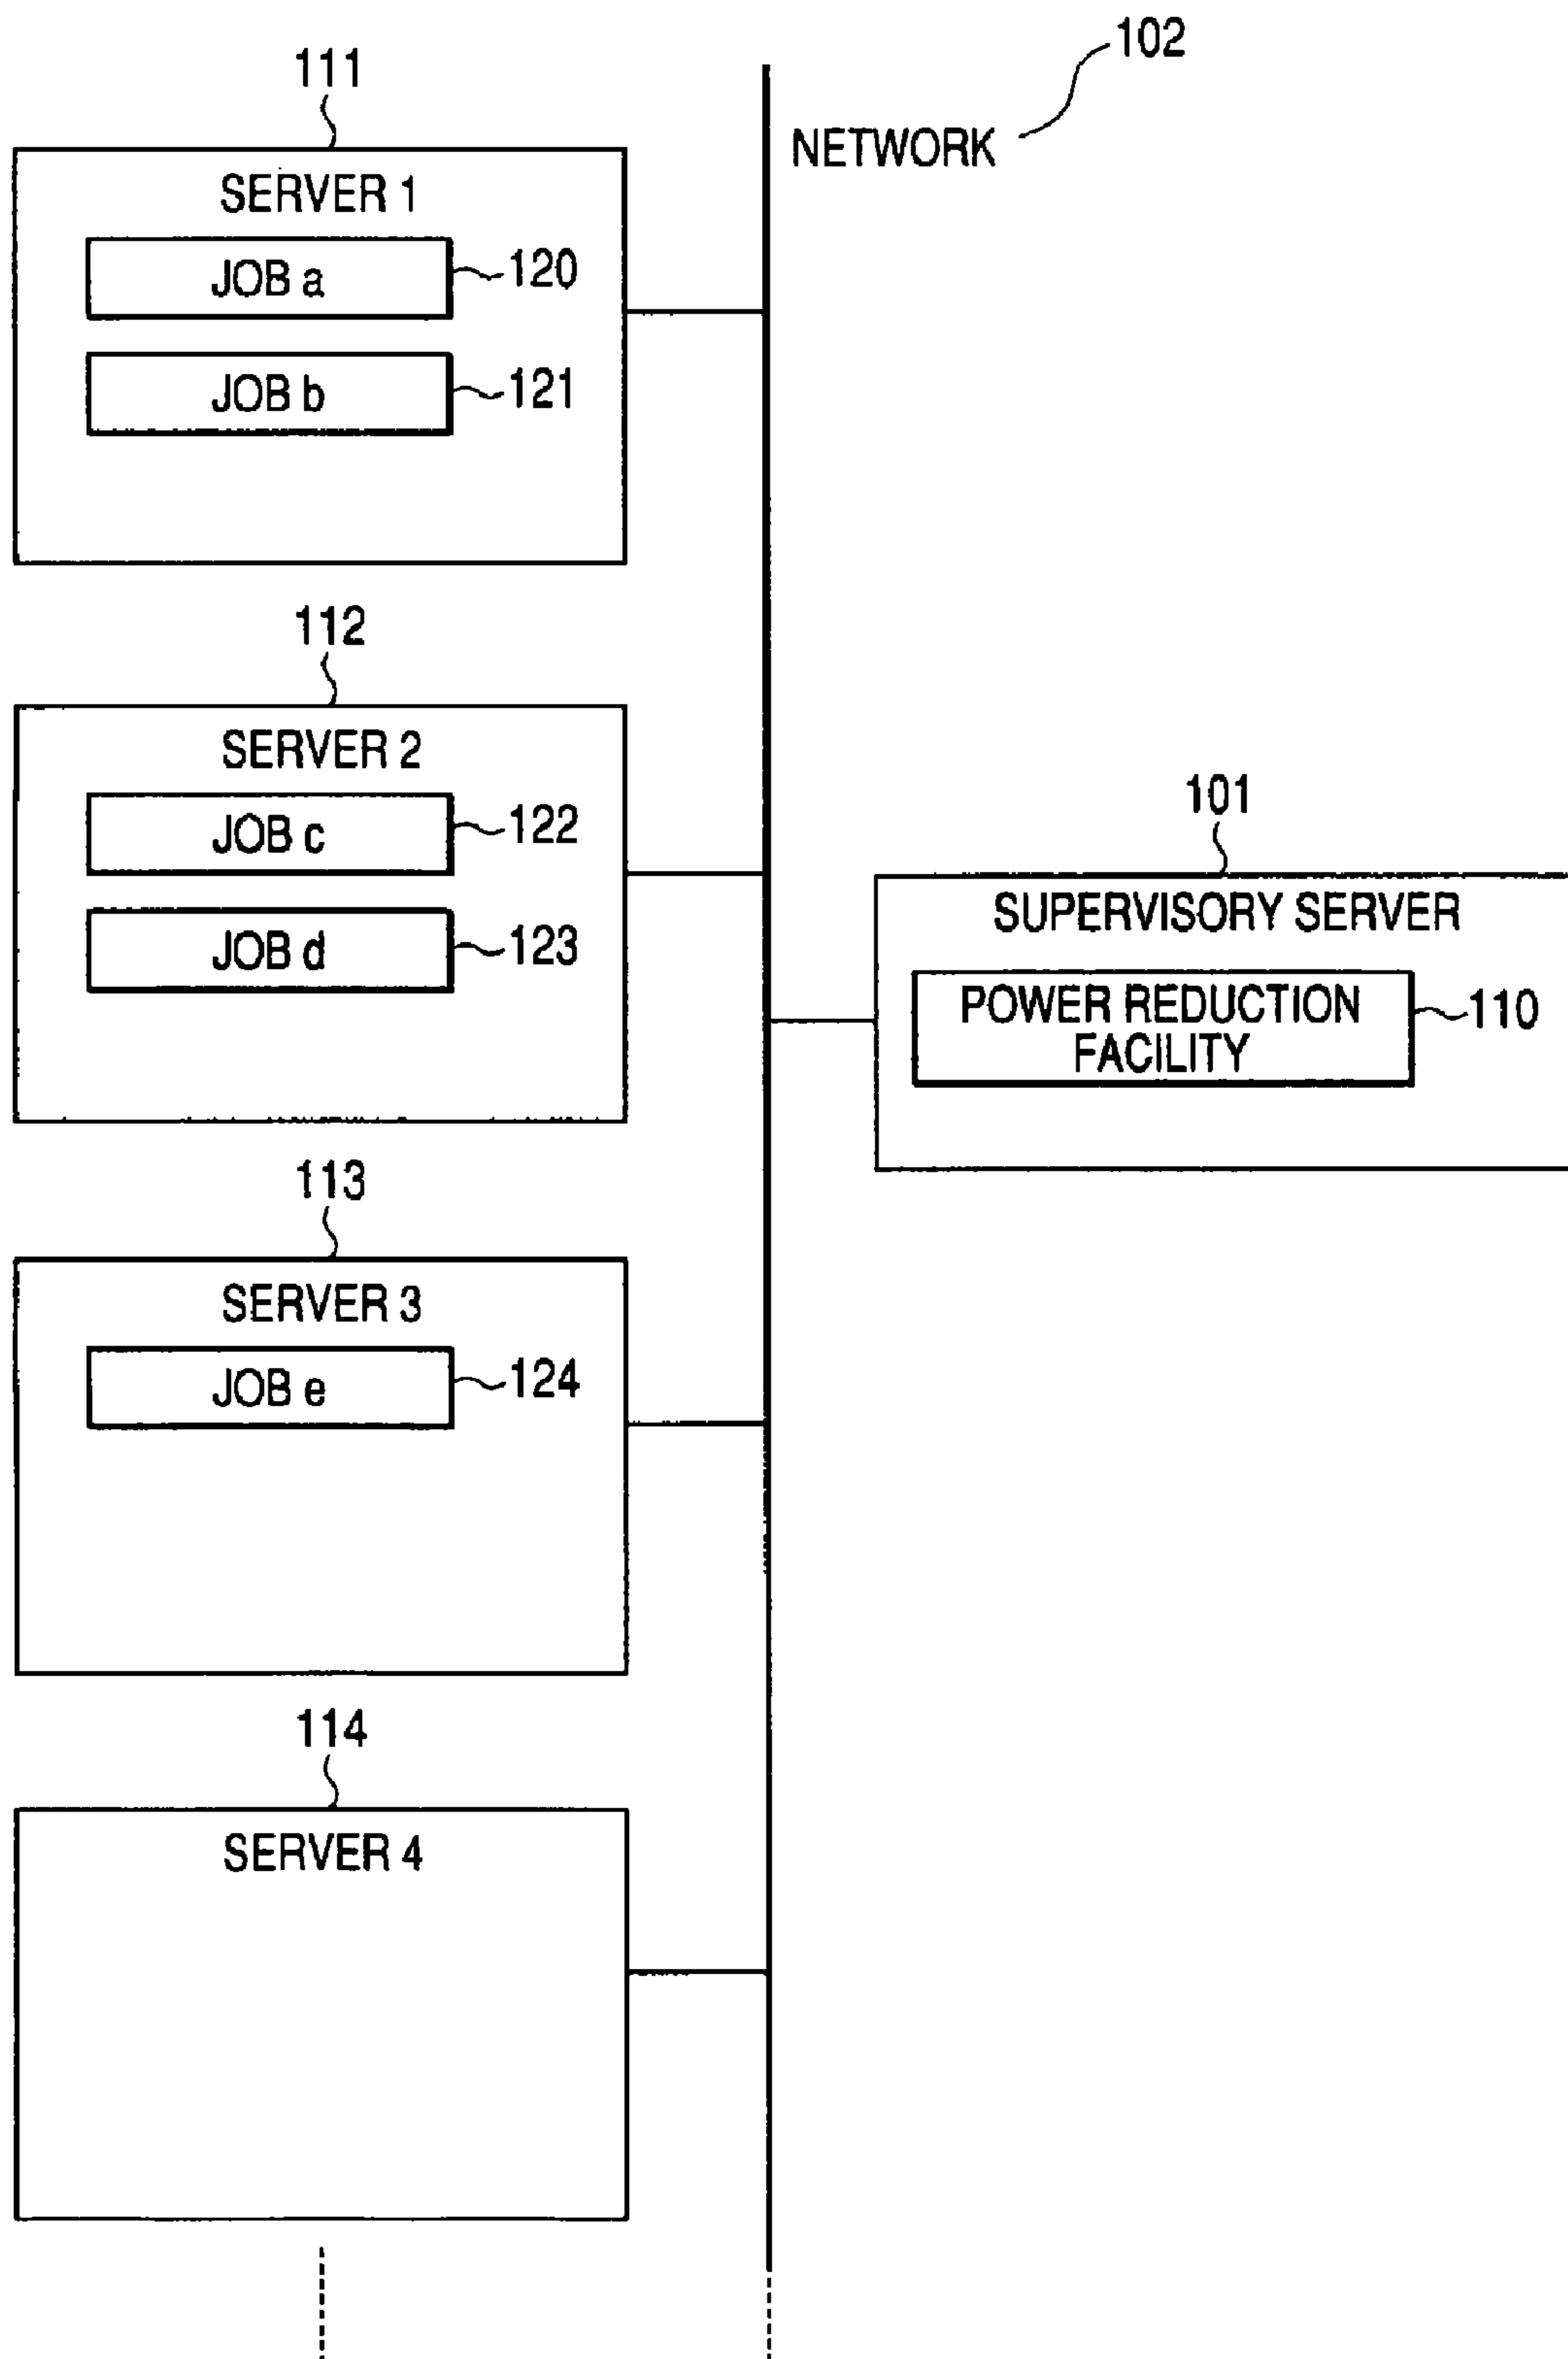 102
111
NETWORK
SERVER 1
JOB a
120
JOB b
121
112
SERVER 2
JOB c
122
JOB d
123
101
SUPERVISORY SERVER
POWER REDUCTION
FACILITY
110
113
SERVER 3
JOB e
124
114
SERVER 4